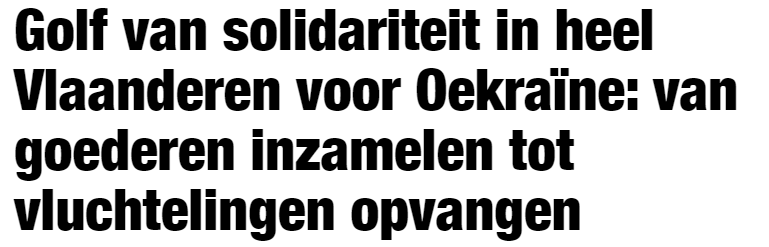 Golf van solidariteit in heel
Vlaanderen voor Oekraïne: van
goederen inzamelen tot
vluchtelingen opvangen